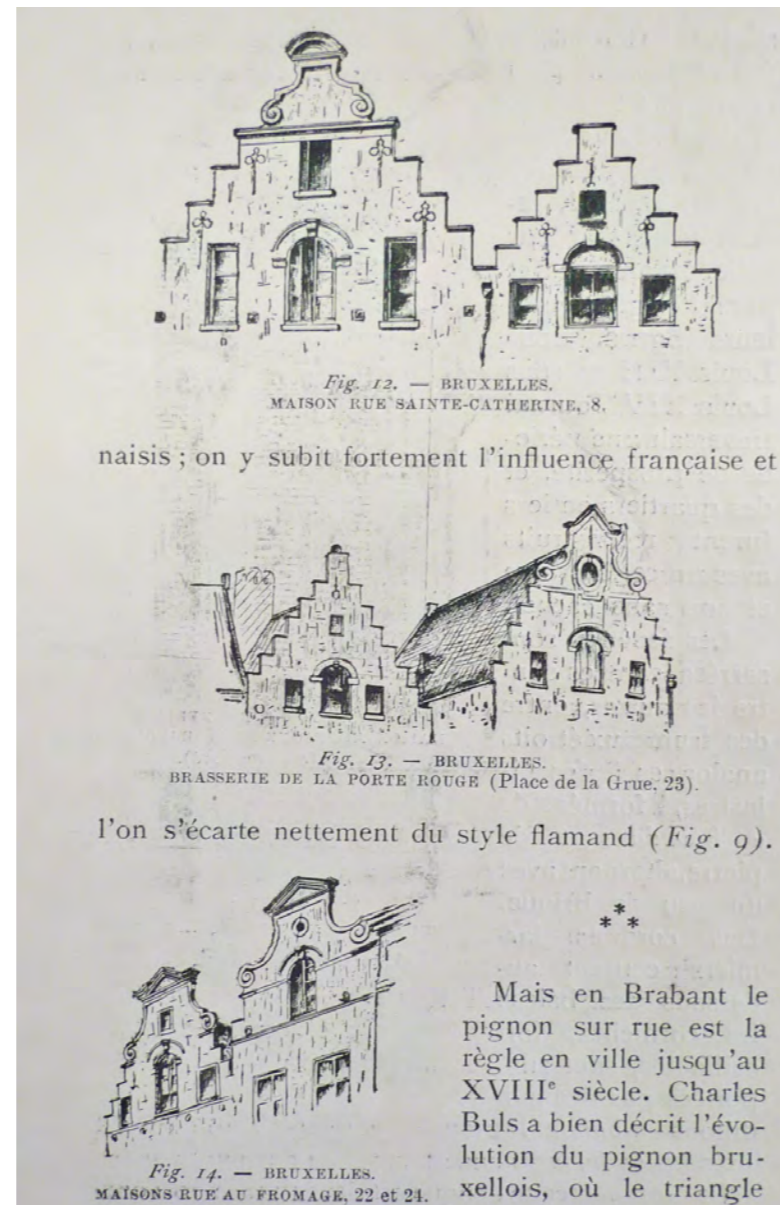 Fig. 12. — BRUXELLES.
MAISON RUE SAINTE-CATHERINE, 8.
naisis ; on y subit fortement l'influence française et
Fig. 13. — BRUXELLES.
BRASSERIE DE LA PORTE ROUGE (Place de la Grue, 23).
l'on s'écarte nettement du style flamand (Fig. 9).
***
Mais en Brabant le
pignon sur rue est la
règle en ville jusqu'au
XVIIIe siècle. Charles
Buls a bien décrit l'évo-
lution du pignon bru-
xellois, où le triangle
Fig. 14. — BRUXELLES.
MAISONS RUE AU FROMAGE, 22 et 24.